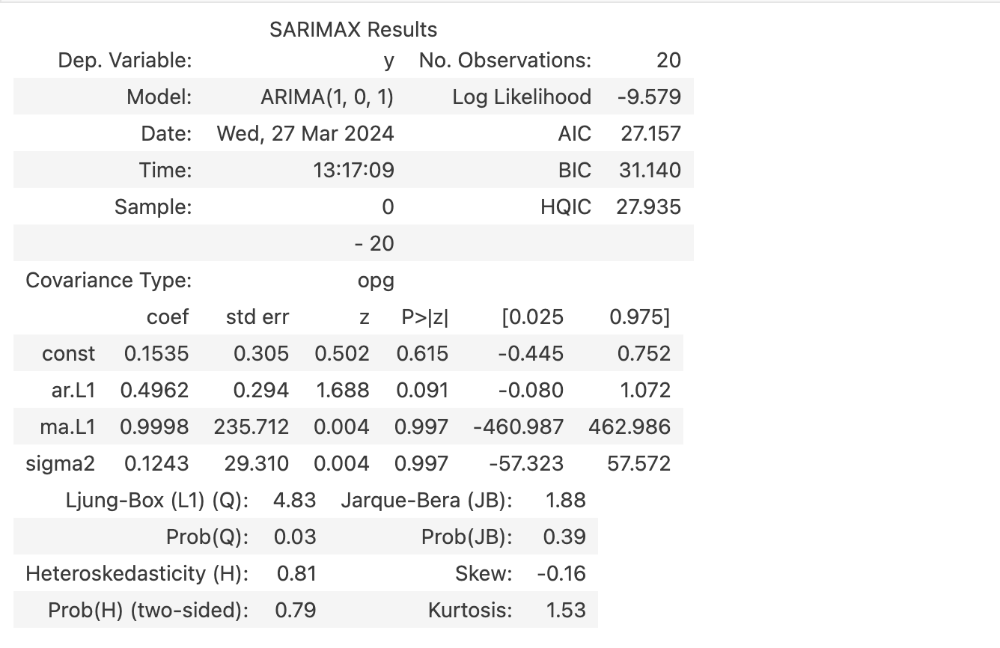 SARIMAX Results
Dep. Variable: y No. Observations: 20
Model: ARIMA(1, 0, 1) Log Likelihood -9.579
Date: Wed, 27 Mar 2024 AIC 27.157
Time: 13:17:09 BIC 31.140
Sample: 0 HQIC 27.935
- 20
Covariance Type: opg
coef std err z P>|z| [0.025 0.975]
const 0.1535 0.305 0.502 0.615 -0.445 0.752
ar.L1 0.4962 0.294 1.688 0.091 -0.080 1.072
ma.L1 0.9998 235.712 0.004 0.997 -460.987 462.986
sigma2 0.1243 29.310 0.004 0.997 -57.323 57.572
Ljung-Box (L1) (Q): 4.83 Jarque-Bera (JB): 1.88
Prob(Q): 0.03 Prob(JB): 0.39
Heteroskedasticity (H): 0.81 Skew: -0.16
Prob(H) (two-sided): 0.79 Kurtosis: 1.53